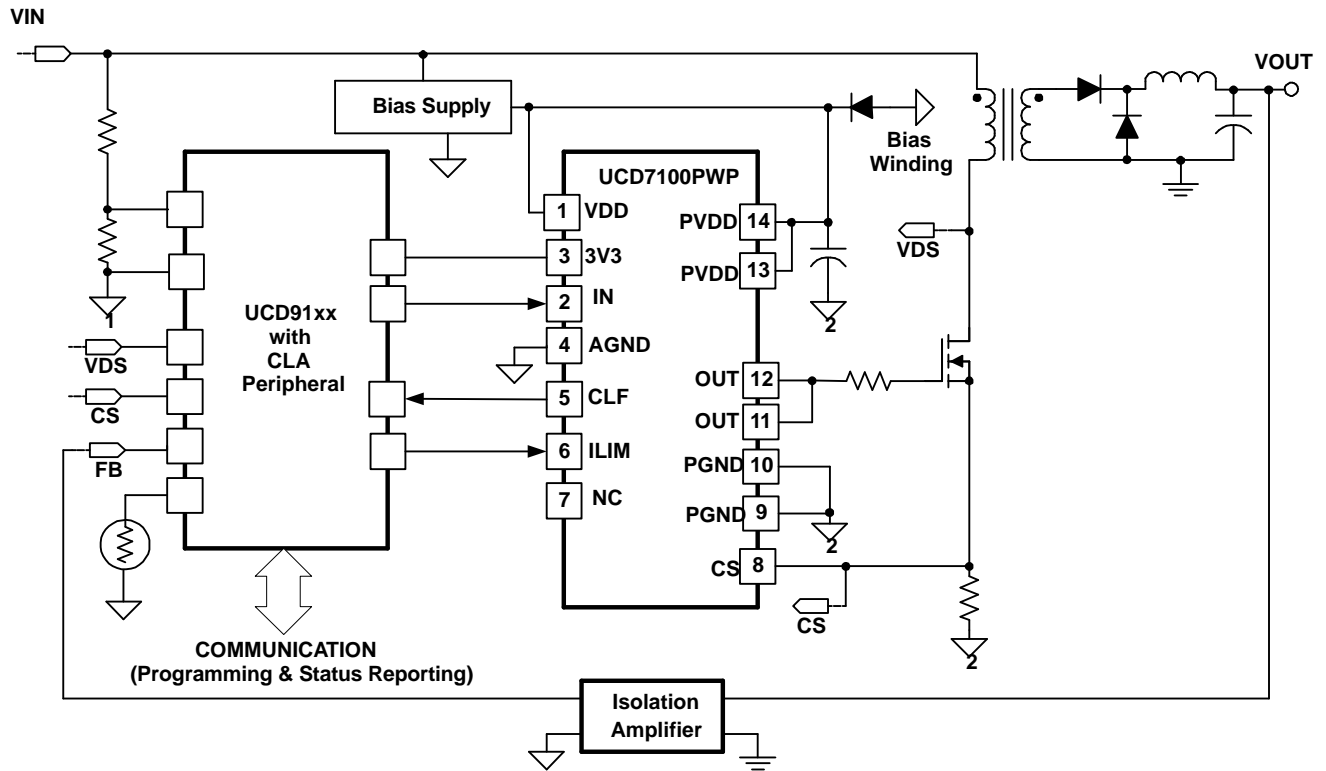 VIN
VOUT
Bias Supply
Bias
Winding
UCD7100PWP
1 VDD
3 3V3
2 IN
4 AGND
5 CLF
6 ILIM
7 NC
PVDD 14
PVDD 13
2
OUT 12
OUT 11
PGND 10
PGND 9
2
CS 8
CS
2
VDS
UCD91xx
with
CLA
Peripheral
1
VDS
CS
FB
COMMUNICATION
(Programming & Status Reporting)
Isolation
Amplifier